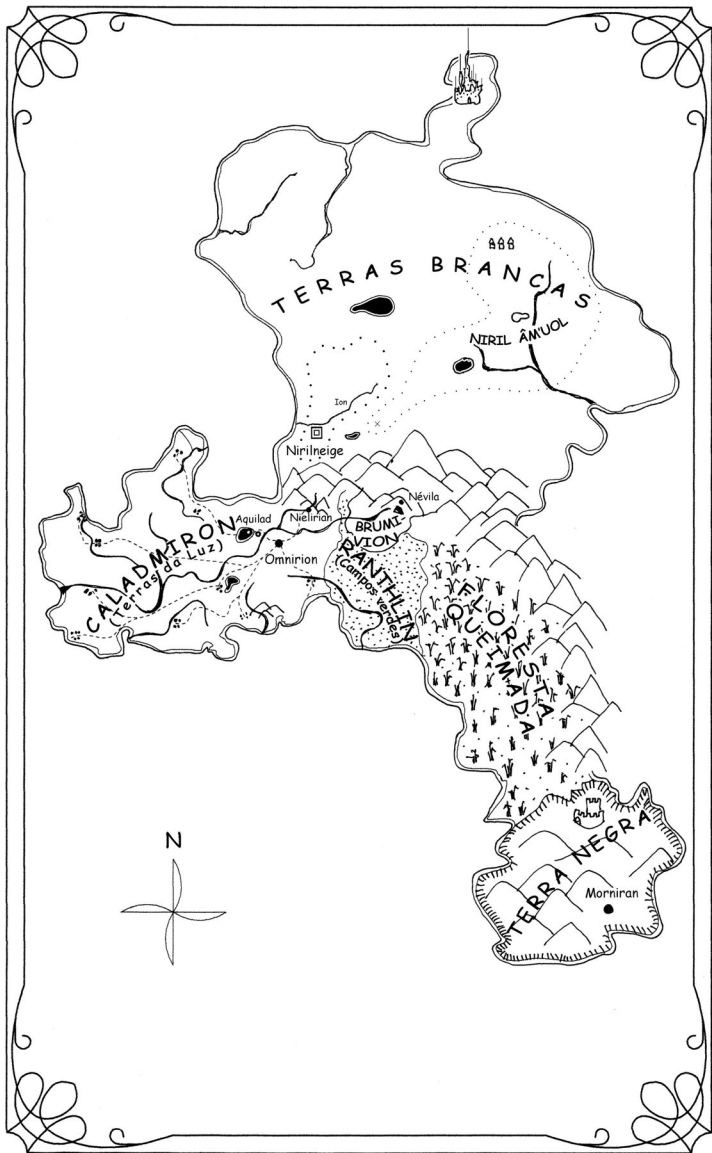 TERRAS BRANCAS
NIRIL ÂM'UOL
Ion
Nirilneige
Névila
Aquilad
Nielirian
BRUMI-
VION
Omnirion
CALADMIRON
(Terras da Luz)
RANTHLIN
(Campos verdes)
FLORESTA
QUEIMADA
N
TERRA NEGRA
Morniran